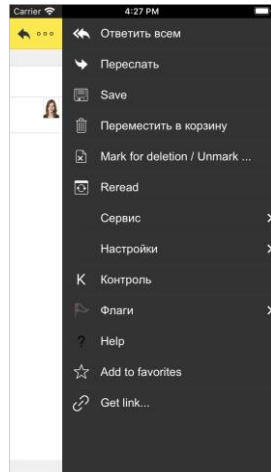 Carrier 4:27 PM
Ответить всем
Переслать
Save
Переместить в корзину
Mark for deletion / Unmark ...
Reread
Сервис
Настройки
K Контроль
Флаги
? Help
Add to favorites
Get link...